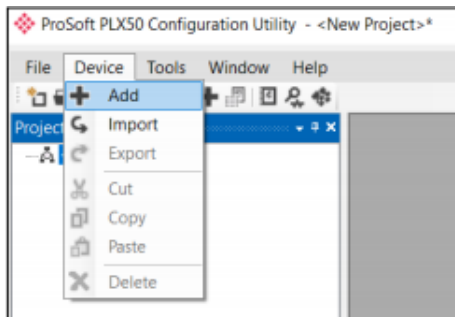 ProSoft PLX50 Configuration Utility - <New Project>*
File Device Tools Window Help
Add
Project
Import
Export
Cut
Copy
Paste
Delete